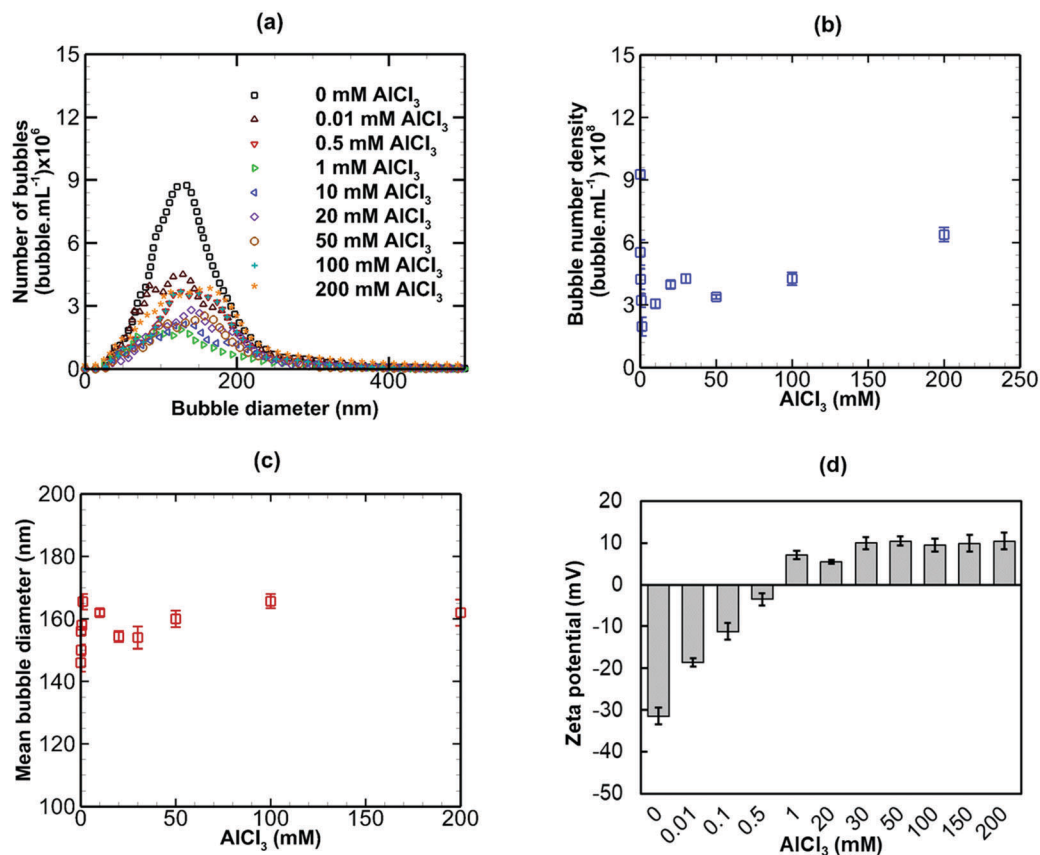 (a)
Number of bubbles
(bubble.mL⁻¹)x10⁶
15
12
9
6
3
0
0 mM AlCl₃
0.01 mM AlCl₃
0.5 mM AlCl₃
1 mM AlCl₃
10 mM AlCl₃
20 mM AlCl₃
50 mM AlCl₃
100 mM AlCl₃
200 mM AlCl₃
0 200 400
Bubble diameter (nm)
(b)
Bubble number density
(bubble.mL⁻¹) x10⁸
15
12
9
6
3
0
0 50 100 150 200 250
AlCl₃ (mM)
(c)
Mean bubble diameter (nm)
200
180
160
140
120
100
0 50 100 150 200
AlCl₃ (mM)
(d)
Zeta potential (mV)
20
10
0
-10
-20
-30
-40
-50
0 0.01 0.1 0.5 1 20 30 50 100 150 200
AlCl₃ (mM)